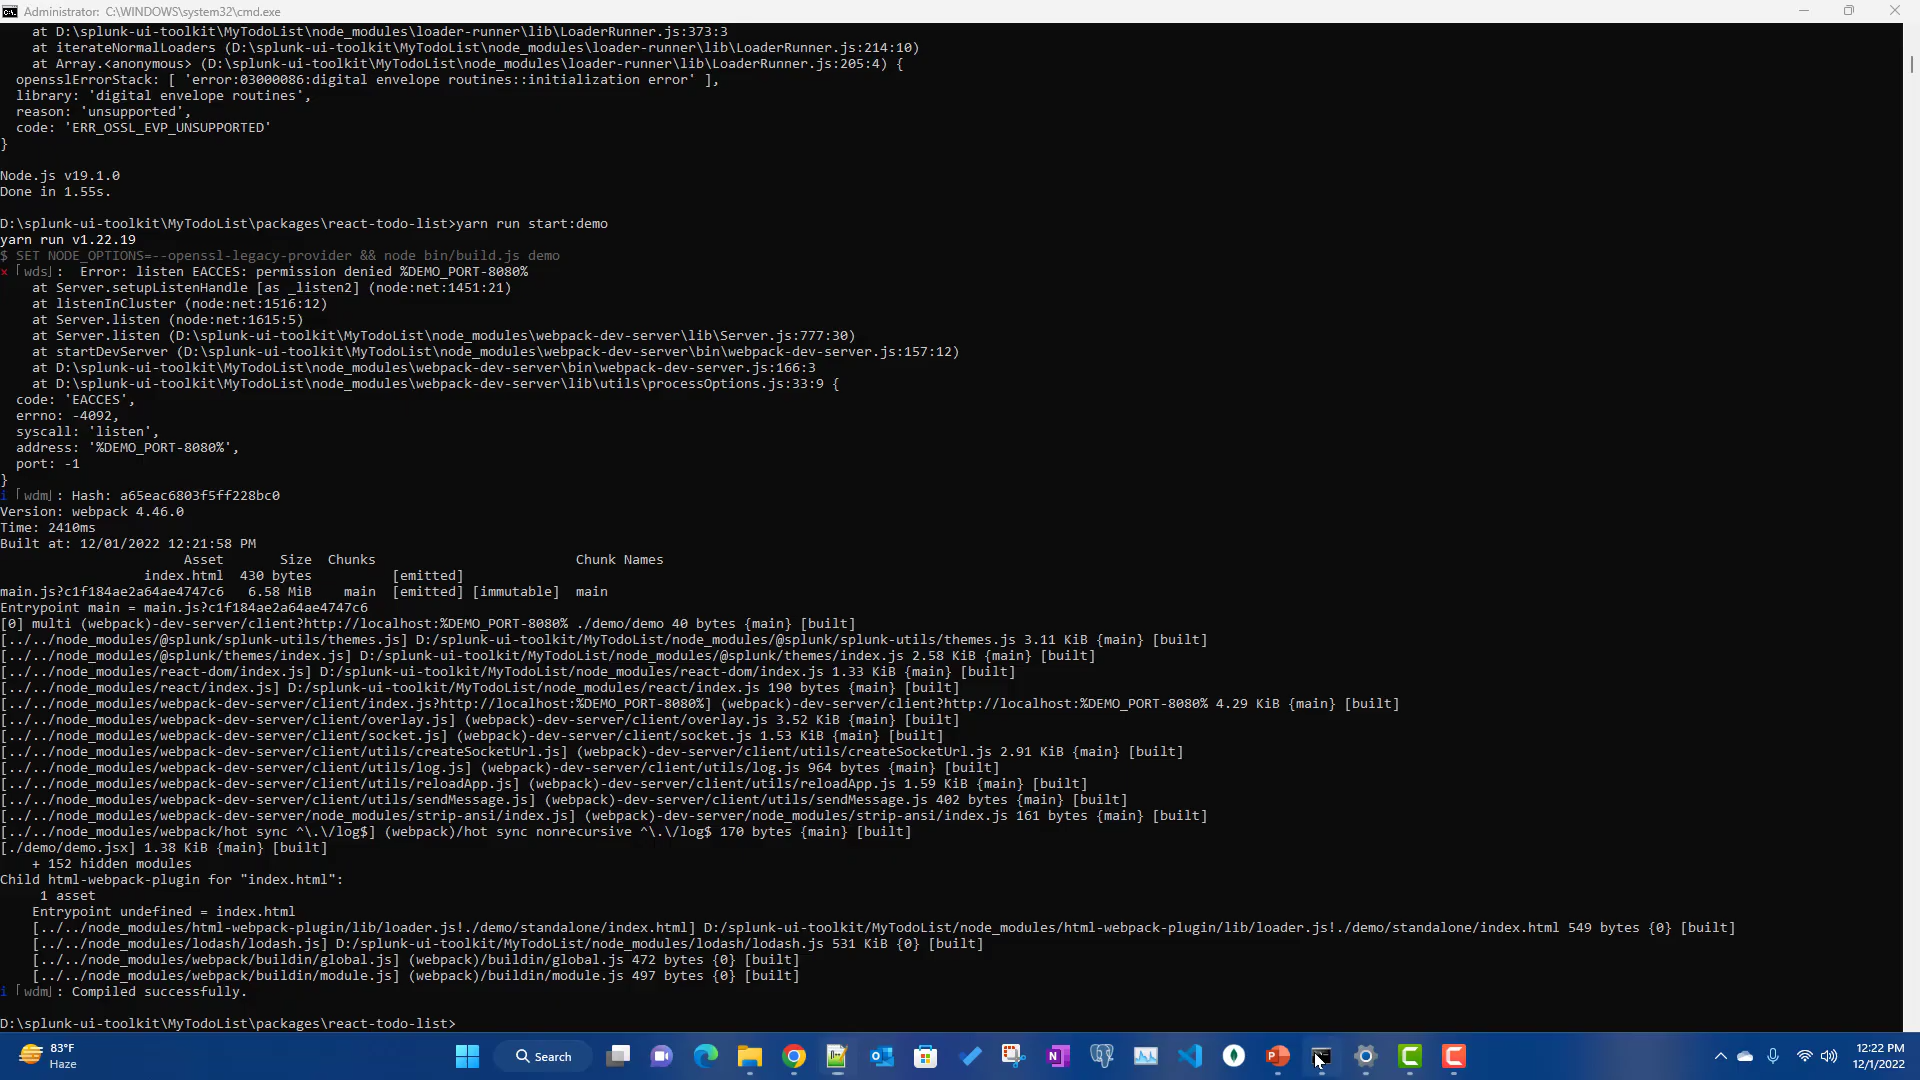 Administrator: C:\WINDOWS\system32\cmd.exe
at D:\splunk-ui-toolkit\MyTodoList\node_modules\loader-runner\lib\LoaderRunner.js:373:3
at iterateNormalLoaders (D:\splunk-ui-toolkit\MyTodoList\node_modules\loader-runner\lib\LoaderRunner.js:214:10)
at Array.<anonymous> (D:\splunk-ui-toolkit\MyTodoList\node_modules\loader-runner\lib\LoaderRunner.js:205:4) {
opensslErrorStack: [ 'error:03000086:digital envelope routines::initialization error' ],
library: 'digital envelope routines',
reason: 'unsupported',
code: 'ERR_OSSL_EVP_UNSUPPORTED'
}
Node.js v19.1.0
Done in 1.55s.
D:\splunk-ui-toolkit\MyTodoList\packages\react-todo-list>yarn run start:demo
yarn run v1.22.19
$ SET NODE_OPTIONS=--openssl-legacy-provider && node bin/build.js demo
× ｢wds｣:  Error: listen EACCES: permission denied %DEMO_PORT-8080%
at Server.setupListenHandle [as _listen2] (node:net:1451:21)
at listenInCluster (node:net:1516:12)
at Server.listen (node:net:1615:5)
at Server.listen (D:\splunk-ui-toolkit\MyTodoList\node_modules\webpack-dev-server\lib\Server.js:777:30)
at startDevServer (D:\splunk-ui-toolkit\MyTodoList\node_modules\webpack-dev-server\bin\webpack-dev-server.js:157:12)
at D:\splunk-ui-toolkit\MyTodoList\node_modules\webpack-dev-server\bin\webpack-dev-server.js:166:3
at D:\splunk-ui-toolkit\MyTodoList\node_modules\webpack-dev-server\lib\utils\processOptions.js:33:9 {
code: 'EACCES',
errno: -4092,
syscall: 'listen',
address: '%DEMO_PORT-8080%',
port: -1
}
i ｢wdm｣: Hash: a65eac6803f5ff228bc0
Version: webpack 4.46.0
Time: 2410ms
Built at: 12/01/2022 12:21:58 PM
Asset Size Chunks Chunk Names
index.html 430 bytes [emitted]
main.js?c1f184ae2a64ae4747c6 6.58 MiB main [emitted] [immutable] main
Entrypoint main = main.js?c1f184ae2a64ae4747c6
[0] multi (webpack)-dev-server/client?http://localhost:%DEMO_PORT-8080% ./demo/demo 40 bytes {main} [built]
[../../node_modules/@splunk/splunk-utils/themes.js] D:/splunk-ui-toolkit/MyTodoList/node_modules/@splunk/splunk-utils/themes.js 3.11 KiB {main} [built]
[../../node_modules/@splunk/themes/index.js] D:/splunk-ui-toolkit/MyTodoList/node_modules/@splunk/themes/index.js 2.58 KiB {main} [built]
[../../node_modules/react-dom/index.js] D:/splunk-ui-toolkit/MyTodoList/node_modules/react-dom/index.js 1.33 KiB {main} [built]
[../../node_modules/react/index.js] D:/splunk-ui-toolkit/MyTodoList/node_modules/react/index.js 190 bytes {main} [built]
[../../node_modules/webpack-dev-server/client/index.js?http://localhost:%DEMO_PORT-8080%] (webpack)-dev-server/client?http://localhost:%DEMO_PORT-8080% 4.29 KiB {main} [built]
[../../node_modules/webpack-dev-server/client/overlay.js] (webpack)-dev-server/client/overlay.js 3.52 KiB {main} [built]
[../../node_modules/webpack-dev-server/client/socket.js] (webpack)-dev-server/client/socket.js 1.53 KiB {main} [built]
[../../node_modules/webpack-dev-server/client/utils/createSocketUrl.js] (webpack)-dev-server/client/utils/createSocketUrl.js 2.91 KiB {main} [built]
[../../node_modules/webpack-dev-server/client/utils/log.js] (webpack)-dev-server/client/utils/log.js 964 bytes {main} [built]
[../../node_modules/webpack-dev-server/client/utils/reloadApp.js] (webpack)-dev-server/client/utils/reloadApp.js 1.59 KiB {main} [built]
[../../node_modules/webpack-dev-server/client/utils/sendMessage.js] (webpack)-dev-server/client/utils/sendMessage.js 402 bytes {main} [built]
[../../node_modules/webpack-dev-server/node_modules/strip-ansi/index.js] (webpack)-dev-server/node_modules/strip-ansi/index.js 161 bytes {main} [built]
[../../node_modules/webpack/hot sync ^\.\/log$] (webpack)/hot sync nonrecursive ^\.\/log$ 170 bytes {main} [built]
[./demo/demo.jsx] 1.38 KiB {main} [built]
+ 152 hidden modules
Child html-webpack-plugin for "index.html":
1 asset
Entrypoint undefined = index.html
[../../node_modules/html-webpack-plugin/lib/loader.js!./demo/standalone/index.html] D:/splunk-ui-toolkit/MyTodoList/node_modules/html-webpack-plugin/lib/loader.js!./demo/standalone/index.html 549 bytes {0} [built]
[../../node_modules/lodash/lodash.js] D:/splunk-ui-toolkit/MyTodoList/node_modules/lodash/lodash.js 531 KiB {0} [built]
[../../node_modules/webpack/buildin/global.js] (webpack)/buildin/global.js 472 bytes {0} [built]
[../../node_modules/webpack/buildin/module.js] (webpack)/buildin/module.js 497 bytes {0} [built]
i ｢wdm｣: Compiled successfully.
D:\splunk-ui-toolkit\MyTodoList\packages\react-todo-list>
83°F
Haze
Search
12:22 PM
12/1/2022